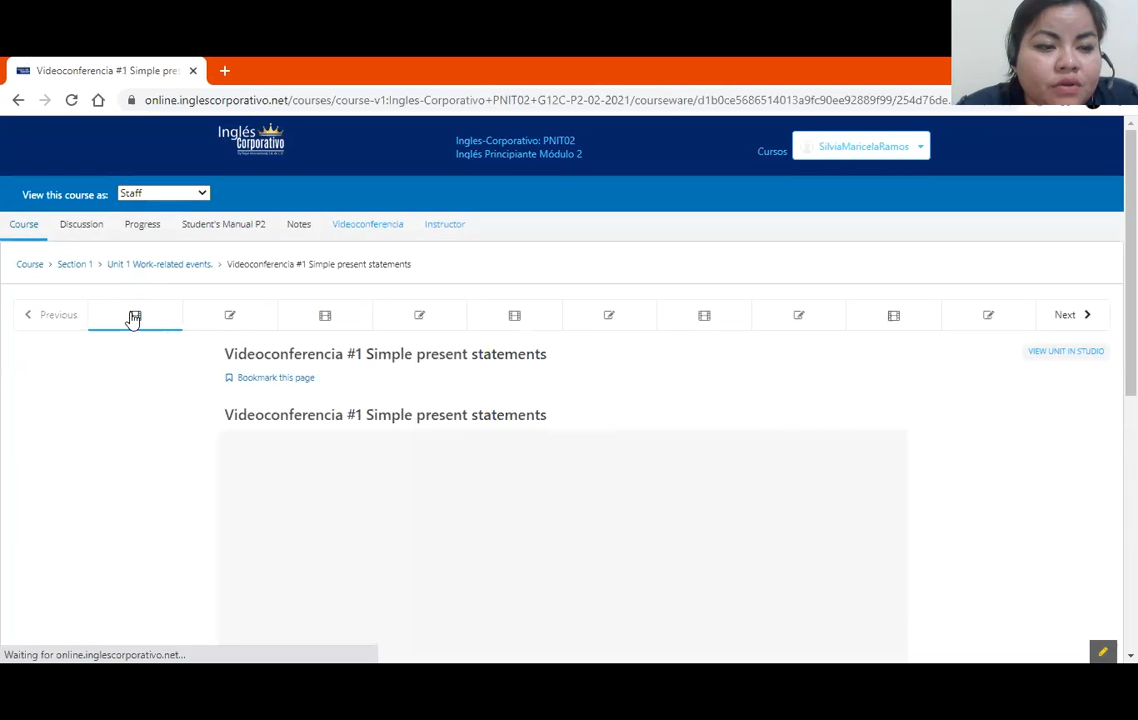 Videoconferencia #1 Simple pres
online.inglescorporativo.net/courses/course-v1:Ingles-Corporativo+PNIT02+G12C-P2-02-2021/courseware/d1b0ce5686514013a9fc90ee92889f99/254d76de...
Inglés
Corporativo
Ingles-Corporativo: PNIT02
Inglés Principiante Módulo 2
Cursos
SilviaMaricelaRamos
View this course as:
Staff
Course
Discussion
Progress
Student's Manual P2
Notes
Videoconferencia
Instructor
Course > Section 1 > Unit 1 Work-related events. > Videoconferencia #1 Simple present statements
Previous
Next
Videoconferencia #1 Simple present statements
VIEW UNIT IN STUDIO
Bookmark this page
Videoconferencia #1 Simple present statements
Waiting for online.inglescorporativo.net...